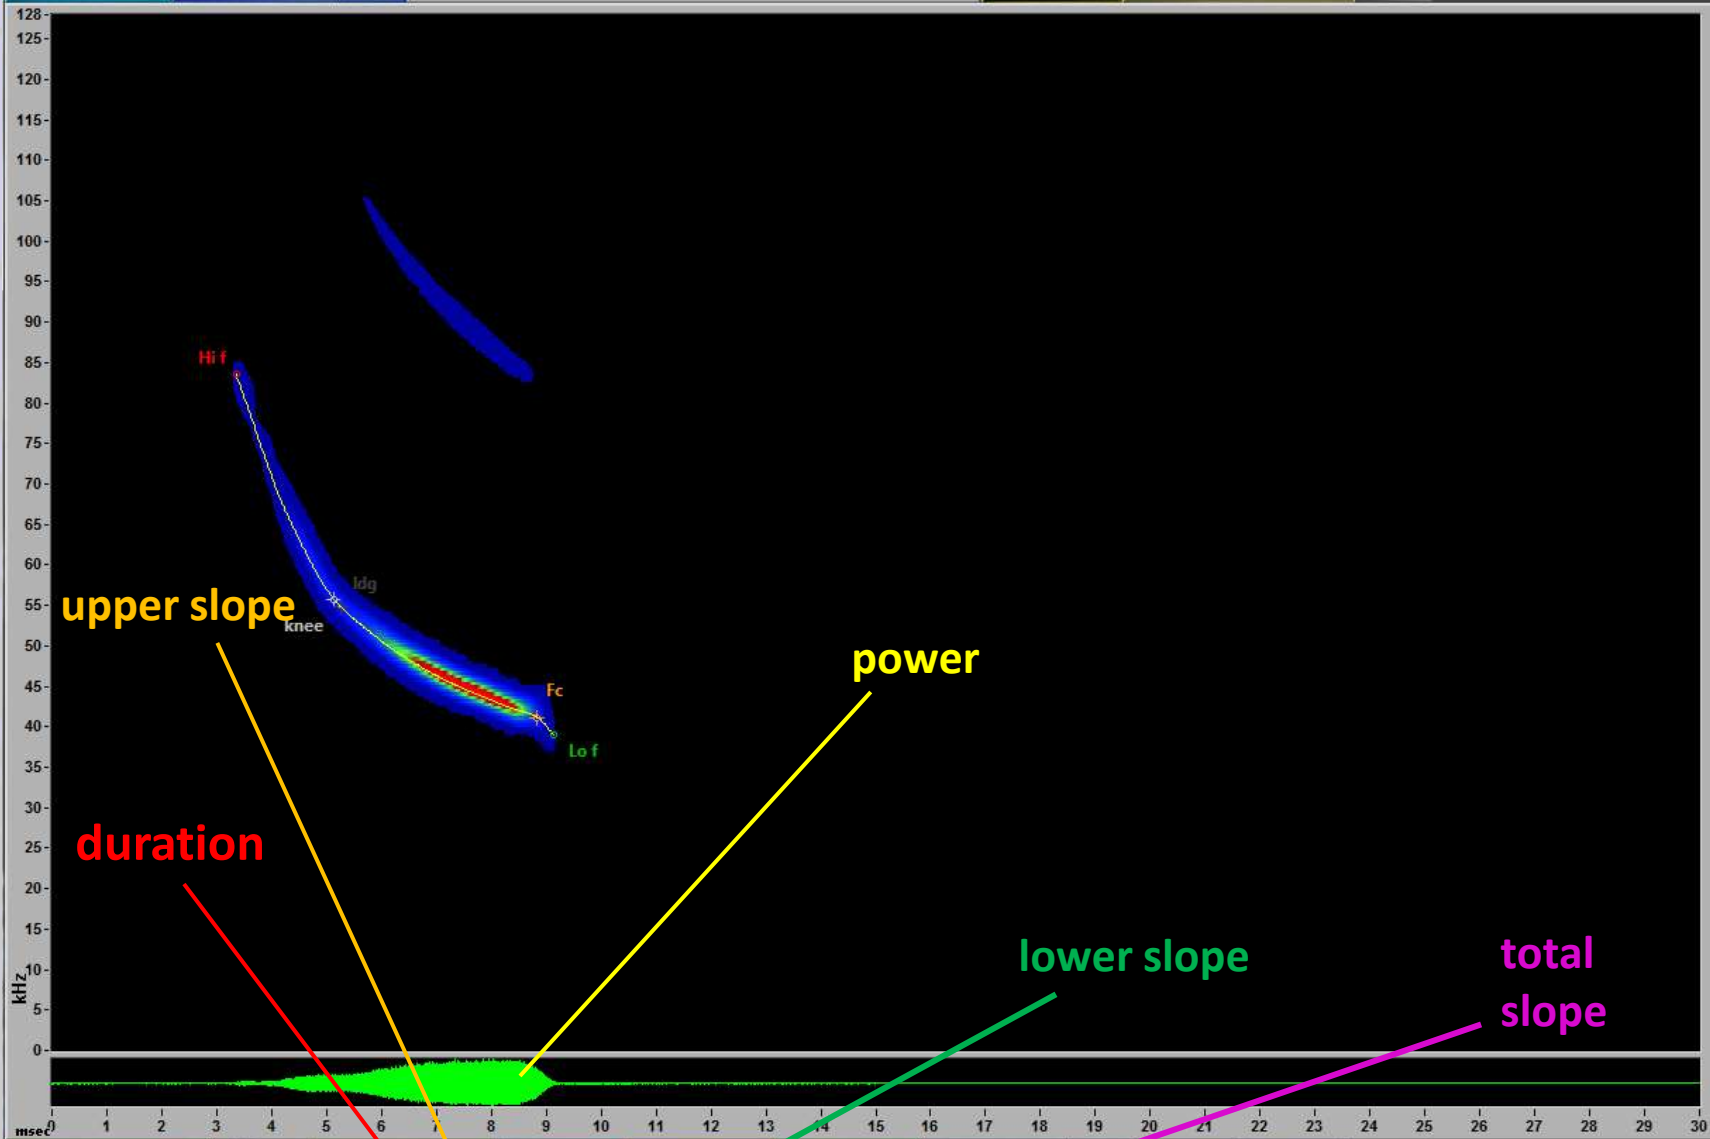 128
125
120
115
110
105
100
95
90
Hi f
85
80
75
70
65
60
ldg
upper slope
55
knee
50
power
45
Fc
40
Lo f
35
30
duration
25
20
15
lower slope
total
slope
10
kHz
5
0
msec 0 1 2 3 4 5 6 7 8 9 10 11 12 13 14 15 16 17 18 19 20 21 22 23 24 25 26 27 28 29 30